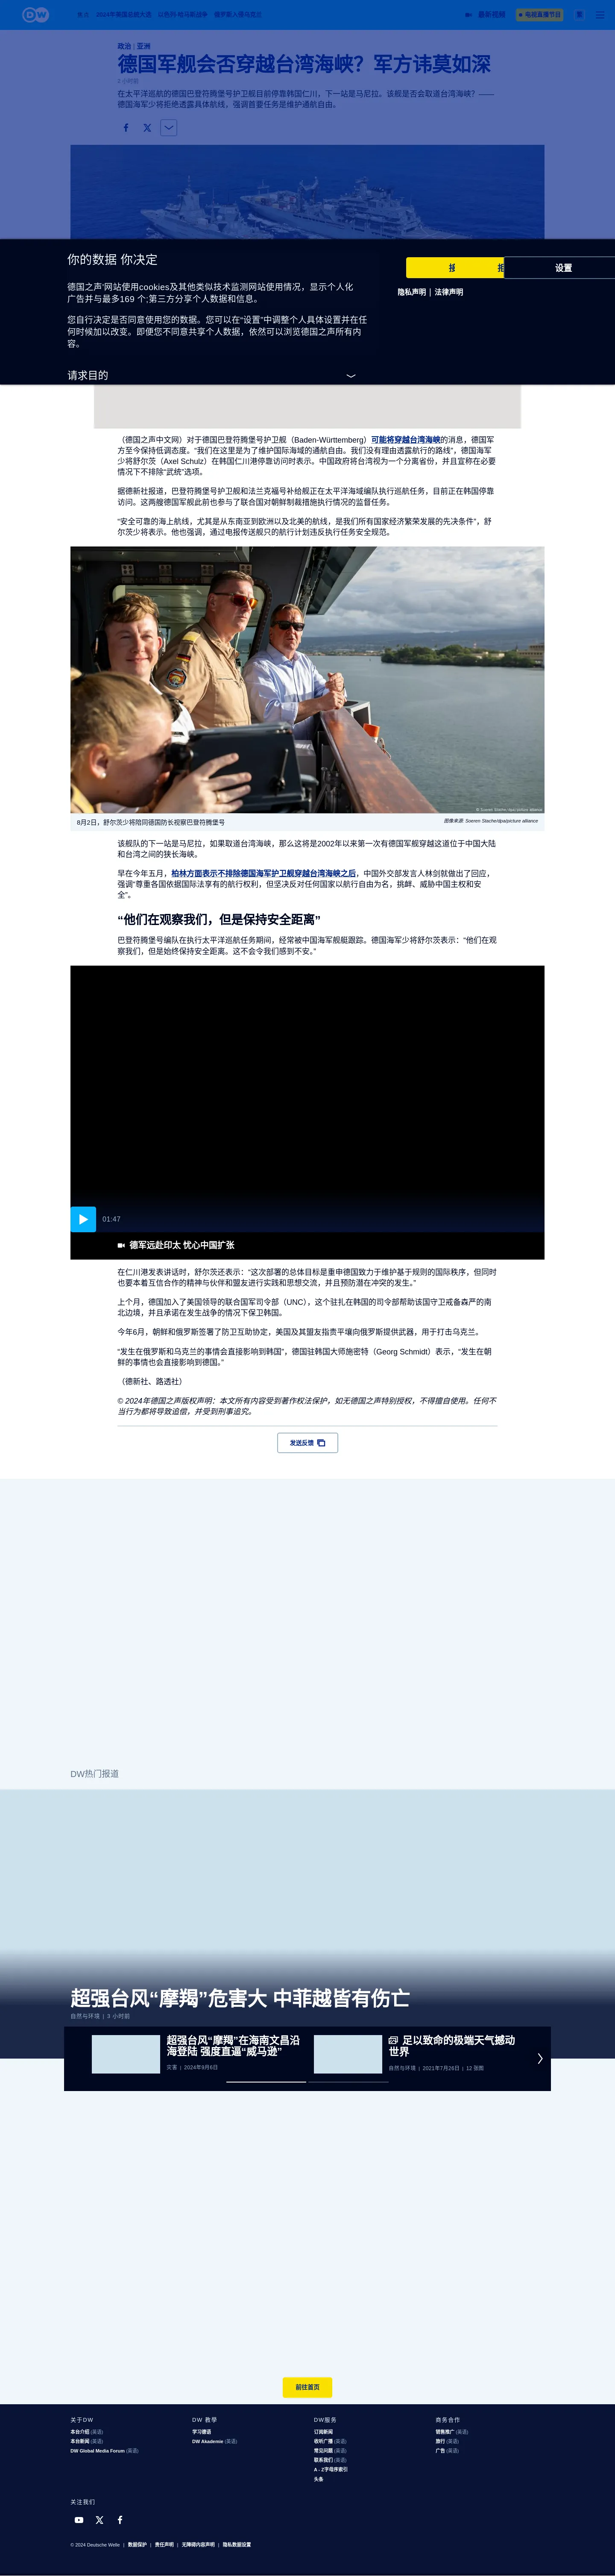 DW
2024年美国总统大选
以色列-哈马斯战争
俄罗斯入侵乌克兰
最新视频
电视直播节目
政治 | 亚洲
德国军舰会否穿越台湾海峡？军方讳莫如深
2 小时前
在太平洋巡航的德国巴登符腾堡号护卫舰目前停靠韩国仁川，下一站是马尼拉。该舰是否会取道台湾海峡？——
德国海军少将拒绝透露具体航线，强调首要任务是维护通航自由。
你的数据 你决定
设置
隐私声明 | 法律声明
德国之声'网站使用cookies及其他类似技术监测网站使用情况，显示个人化
广告并与最多169 个;第三方分享个人数据和信息。
您自行决定是否同意使用您的数据。您可以在“设置”中调整个人具体设置并在任
何时候加以改变。即便您不同意共享个人数据，依然可以浏览德国之声所有内
容。
请求目的
（德国之声中文网）对于德国巴登符腾堡号护卫舰（Baden-Württemberg）可能将穿越台湾海峡的消息，德国军
方至今保持低调态度。“我们在这里是为了维护国际海域的通航自由。我们没有理由透露航行的路线”，德国海军
少将舒尔茨（Axel Schulz）在韩国仁川港停靠访问时表示。中国政府将台湾视为一个分离省份，并且宣称在必要
情况下不排除“武统”选项。
据德新社报道，巴登符腾堡号护卫舰和法兰克福号补给舰正在太平洋海域编队执行巡航任务，目前正在韩国停靠
访问。这两艘德国军舰此前也参与了联合国对朝鲜制裁措施执行情况的监督任务。
“安全可靠的海上航线，尤其是从东南亚到欧洲以及北美的航线，是我们所有国家经济繁荣发展的先决条件”，舒
尔茨少将表示。他也强调，通过电报传送舰只的航行计划违反执行任务安全规范。
© Soeren Stache/dpa/picture alliance
8月2日，舒尔茨少将陪同德国防长视察巴登符腾堡号
图像来源: Soeren Stache/dpa/picture alliance
该舰队的下一站是马尼拉，如果取道台湾海峡，那么这将是2002年以来第一次有德国军舰穿越这道位于中国大陆
和台湾之间的狭长海峡。
早在今年五月，柏林方面表示不排除德国海军护卫舰穿越台湾海峡之后，中国外交部发言人林剑就做出了回应，
强调“尊重各国依据国际法享有的航行权利，但坚决反对任何国家以航行自由为名，挑衅、威胁中国主权和安
全”。
“他们在观察我们，但是保持安全距离”
巴登符腾堡号编队在执行太平洋巡航任务期间，经常被中国海军舰艇跟踪。德国海军少将舒尔茨表示：“他们在观
察我们，但是始终保持安全距离。这不会令我们感到不安。”
01:47
德军远赴印太 忧心中国扩张
在仁川港发表讲话时，舒尔茨还表示：“这次部署的总体目标是重申德国致力于维护基于规则的国际秩序，但同时
也要本着互信合作的精神与伙伴和盟友进行实践和思想交流，并且预防潜在冲突的发生。”
上个月，德国加入了美国领导的联合国军司令部（UNC），这个驻扎在韩国的司令部帮助该国守卫戒备森严的南
北边境，并且承诺在发生战争的情况下保卫韩国。
今年6月，朝鲜和俄罗斯签署了防卫互助协定，美国及其盟友指责平壤向俄罗斯提供武器，用于打击乌克兰。
“发生在俄罗斯和乌克兰的事情会直接影响到韩国”，德国驻韩国大师施密特（Georg Schmidt）表示，“发生在朝
鲜的事情也会直接影响到德国。”
（德新社、路透社）
© 2024年德国之声版权声明：本文所有内容受到著作权法保护，如无德国之声特别授权，不得擅自使用。任何不
当行为都将导致追偿，并受到刑事追究。
发送反馈
DW热门报道
超强台风“摩羯”危害大 中菲越皆有伤亡
自然与环境 | 3 小时前
超强台风“摩羯”在海南文昌沿
海登陆 强度直逼“威马逊”
灾害 | 2024年9月6日
足以致命的极端天气撼动
世界
自然与环境 | 2021年7月26日 | 12 张图
前往首页
关于DW
本台介绍 (英语)
本台新闻 (英语)
DW Global Media Forum (英语)
DW 教學
学习德语
DW Akademie (英语)
DW服务
订阅新闻
收听广播 (英语)
常见问题 (英语)
联系我们 (英语)
A - Z字母序索引
头条
商务合作
销售推广 (英语)
旅行 (英语)
广告 (英语)
关注我们
© 2024 Deutsche Welle | 数据保护 | 责任声明 | 无障碍内容声明 | 隐私数据设置